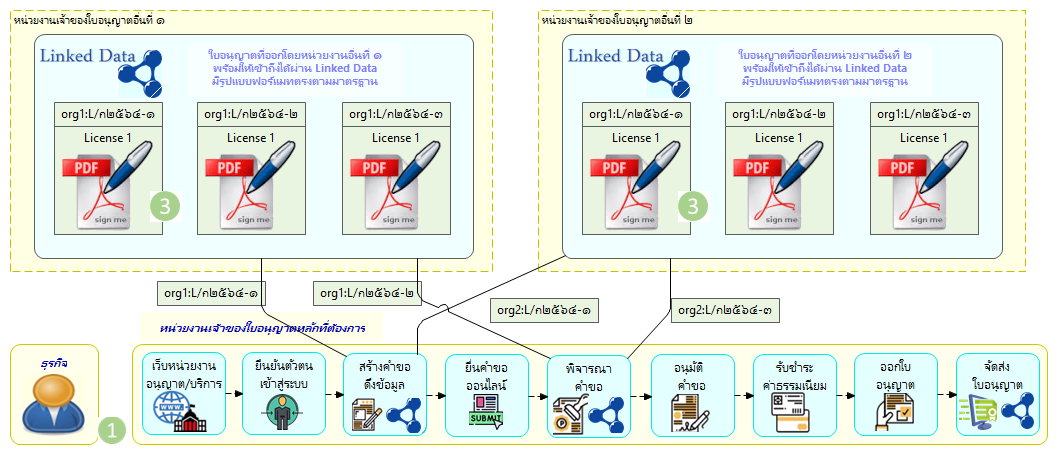 หน่วยงานเจ้าของใบอนุญาตอื่นที่ ๑
Linked Data
ใบอนุญาตที่ออกโดยหน่วยงานอื่นที่ ๑
พร้อมให้เข้าถึงได้ผ่าน Linked Data
มีรูปแบบฟอร์แมทตรงตามมาตรฐาน
org1:L/ก๒๕๖๔-๑
License 1
PDF
sign me
3
org1:L/ก๒๕๖๔-๒
License 1
PDF
sign me
org1:L/ก๒๕๖๔-๓
License 1
PDF
sign me
หน่วยงานเจ้าของใบอนุญาตอื่นที่ ๒
Linked Data
ใบอนุญาตที่ออกโดยหน่วยงานอื่นที่ ๒
พร้อมให้เข้าถึงได้ผ่าน Linked Data
มีรูปแบบฟอร์แมทตรงตามมาตรฐาน
org1:L/ก๒๕๖๔-๑
License 1
PDF
sign me
3
org1:L/ก๒๕๖๔-๒
License 1
PDF
sign me
org1:L/ก๒๕๖๔-๓
License 1
PDF
sign me
org1:L/ก๒๕๖๔-๑
org1:L/ก๒๕๖๔-๒
org2:L/ก๒๕๖๔-๑
org2:L/ก๒๕๖๔-๓
หน่วยงานเจ้าของใบอนุญาตหลักที่ต้องการ
ธุรกิจ
1
เว็บหน่วยงาน
อนุญาต/บริการ
WWW
ยืนยันตัวตน
เข้าสู่ระบบ
สร้างคำขอ
ดึงข้อมูล
ยื่นคำขอ
ออนไลน์
SUBMIT
พิจารณา
คำขอ
อนุมัติ
คำขอ
รับชำระ
ค่าธรรมเนียม
ออกใบ
อนุญาต
จัดส่ง
ใบอนุญาต